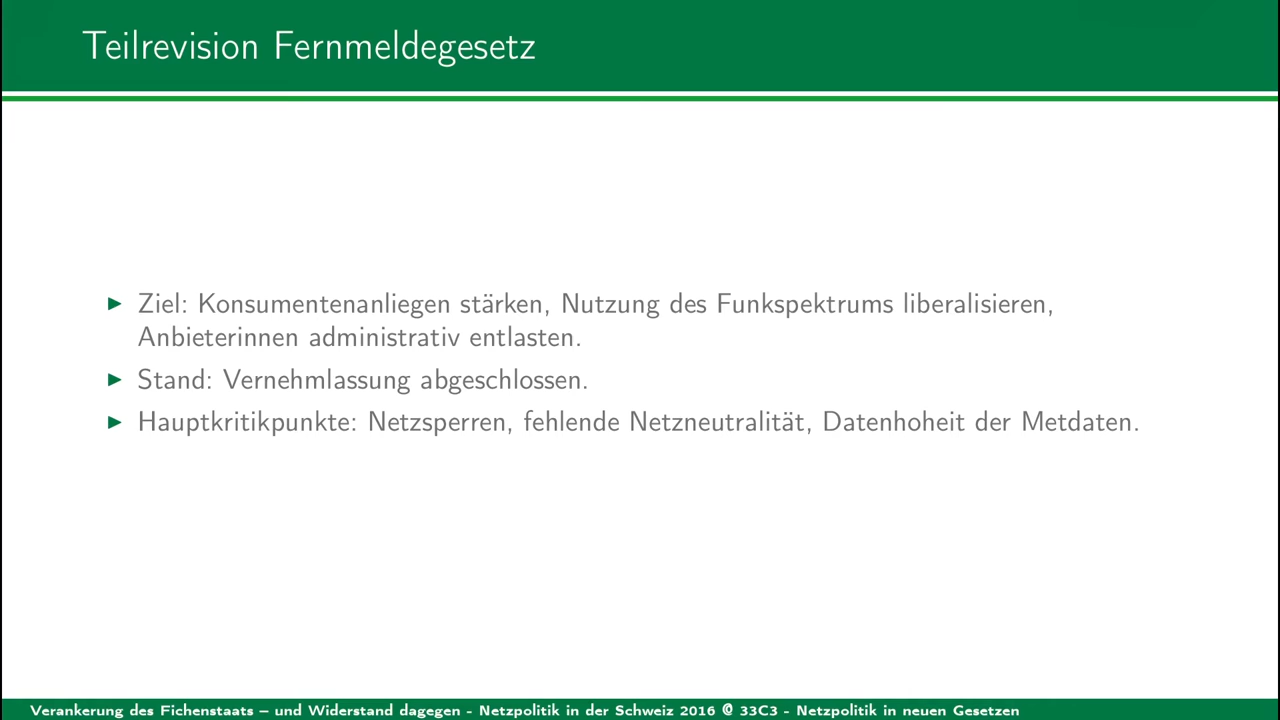 Teilrevision Fernmeldegesetz
Ziel: Konsumentenanliegen stärken, Nutzung des Funkspektrums liberalisieren,
Anbieterinnen administrativ entlasten.
Stand: Vernehmlassung abgeschlossen.
Hauptkritikpunkte: Netzsperren, fehlende Netzneutralität, Datenhoheit der Metdaten.
Verankerung des Fichenstaats – und Widerstand dagegen - Netzpolitik in der Schweiz 2016 @ 33C3 - Netzpolitik in neuen Gesetzen